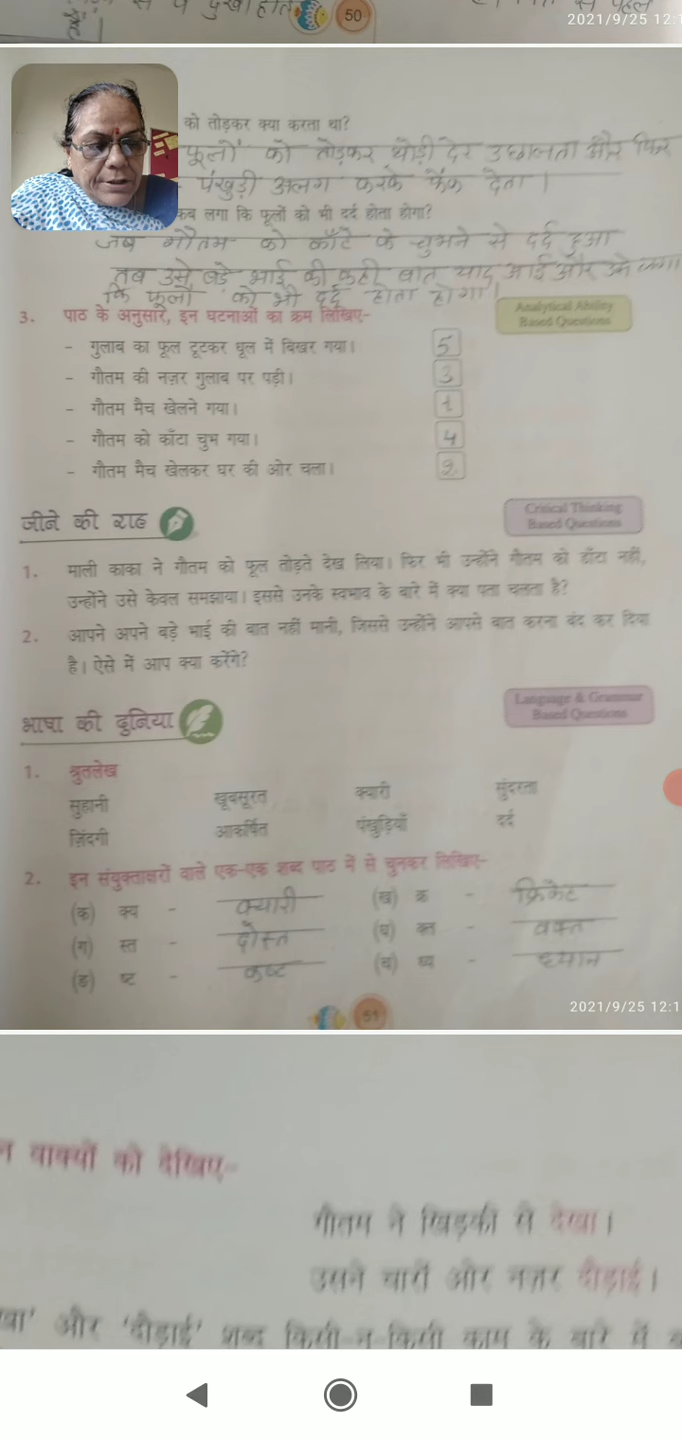 50
2021/9/25 12:1
को तोड़कर क्या करता था?
फूलों को तोड़कर थोड़ी देर उछालता और फिर
पंखुड़ी अलग करके फेंक देता।
कब लगा कि फूलों को भी दर्द होता होगा?
जब गौतम को काँटे के चुभने से दर्द हुआ
तब उसे बड़े भाई की कही बात याद आई और उसे लगा
कि फूलों को भी दर्द होता होगा।
3. पाठ के अनुसार, इन घटनाओं का क्रम लिखिए-
Analytical Ability
Based Questions
- गुलाब का फूल टूटकर धूल में बिखर गया। 5
- गौतम की नज़र गुलाब पर पड़ी। 3
- गौतम मैच खेलने गया। 1
- गौतम को काँटा चुभ गया। 4
- गौतम मैच खेलकर घर की ओर चला। 2
जीने की राह
Critical Thinking
Based Questions
1. माली काका ने गौतम को फूल तोड़ते देख लिया। फिर भी उन्होंने गौतम को डाँटा नहीं,
उन्होंने उसे केवल समझाया। इससे उनके स्वभाव के बारे में क्या पता चलता है?
2. आपने अपने बड़े भाई की बात नहीं मानी, जिससे उन्होंने आपसे बात करना बंद कर दिया
है। ऐसे में आप क्या करेंगे?
भाषा की दुनिया
Language & Grammar
Based Questions
1. श्रुतलेख
सुहानी खूबसूरत क्यारी सुंदरता
ज़िंदगी आकर्षित पंखुड़ियाँ दर्द
2. इन संयुक्ताक्षरों वाले एक-एक शब्द पाठ में से चुनकर लिखिए-
(क) क्य - क्यारी (ख) क्र - क्रिकेट
(ग) स्त - दोस्त (घ) क्त - वक्त
(ङ) ष्ट - कष्ट (च) ध्य - ध्यान
51
2021/9/25 12:1
न वाक्यों को देखिए-
गौतम ने खिड़की से देखा।
उसने चारों ओर नज़र दौड़ाई।
और 'दौड़ाई' शब्द किसी-न-किसी काम के बारे में